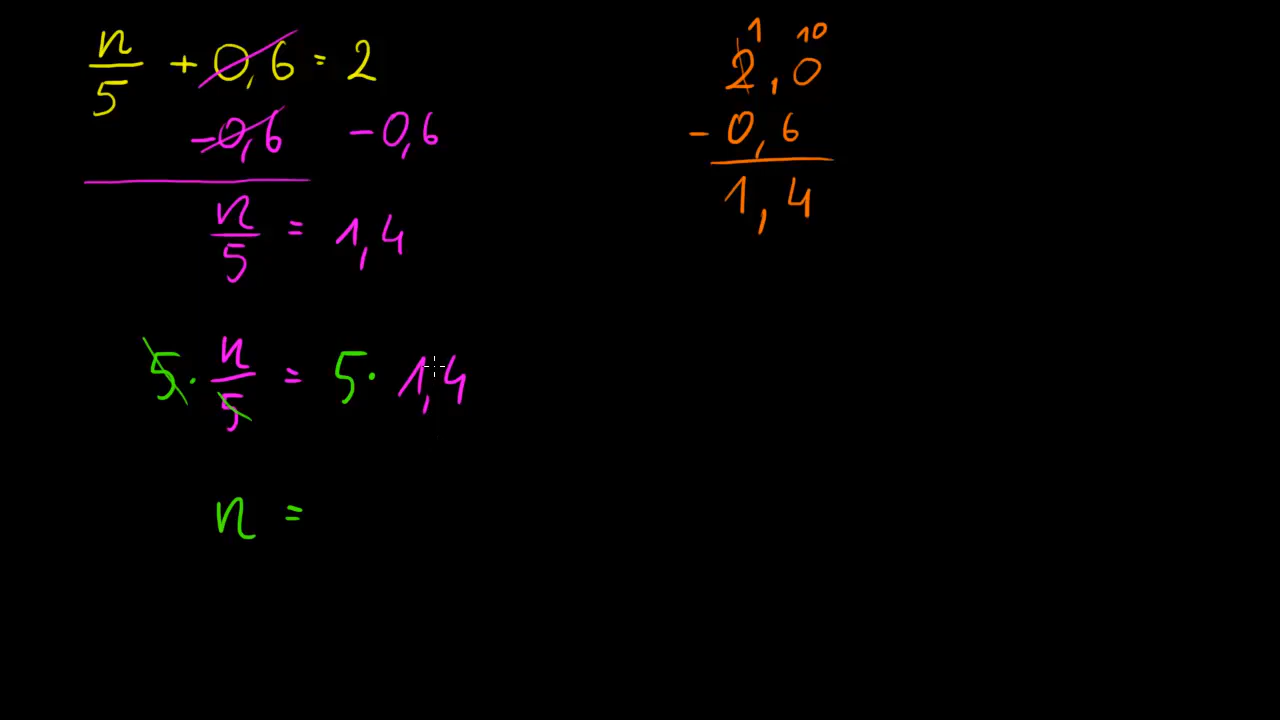 n/5 + 0,6 = 2
-0,6 -0,6
n/5 = 1,4
5 · n/5 = 5 · 1,4
n =
1 10
2,0
- 0,6
1,4